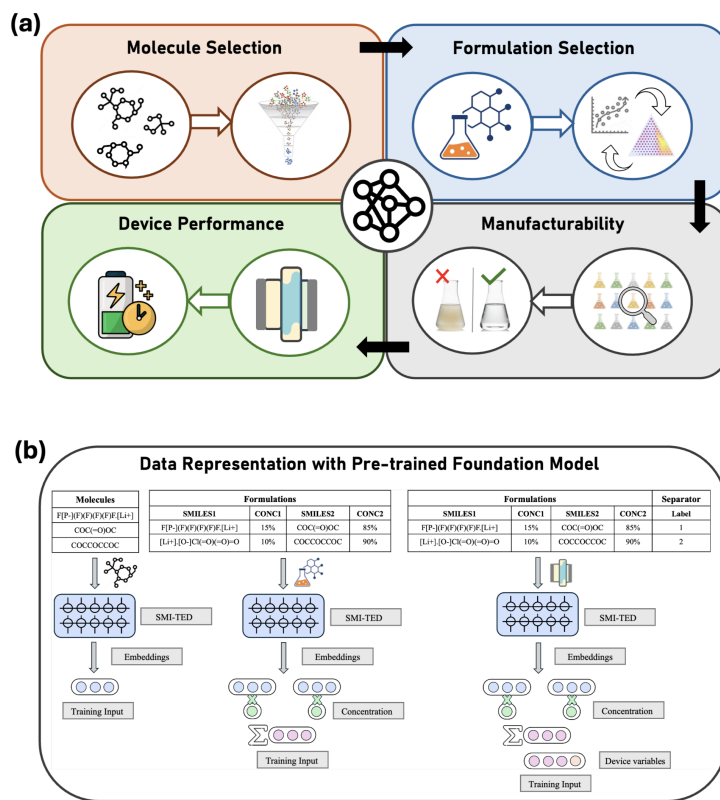 (a)
Molecule Selection
Formulation Selection
Device Performance
Manufacturability
(b)
Data Representation with Pre-trained Foundation Model
Molecules
F[P-](F)(F)(F)(F)F.[Li+]
COC(=O)OC
COCCOCCOC
Formulations
SMILES1 CONC1 SMILES2 CONC2
F[P-](F)(F)(F)(F)F.[Li+] 15% COC(=O)OC 85%
[Li+].[O-]Cl(=O)(=O)=O 10% COCCOCCOC 90%
Formulations Separator
SMILES1 CONC1 SMILES2 CONC2 Label
F[P-](F)(F)(F)(F)F.[Li+] 15% COC(=O)OC 85% 1
[Li+].[O-]Cl(=O)(=O)=O 10% COCCOCCOC 90% 2
SMI-TED
Embeddings
Training Input
SMI-TED
Embeddings
Concentration
Σ
Training Input
SMI-TED
Embeddings
Concentration
Σ
Device variables
Training Input